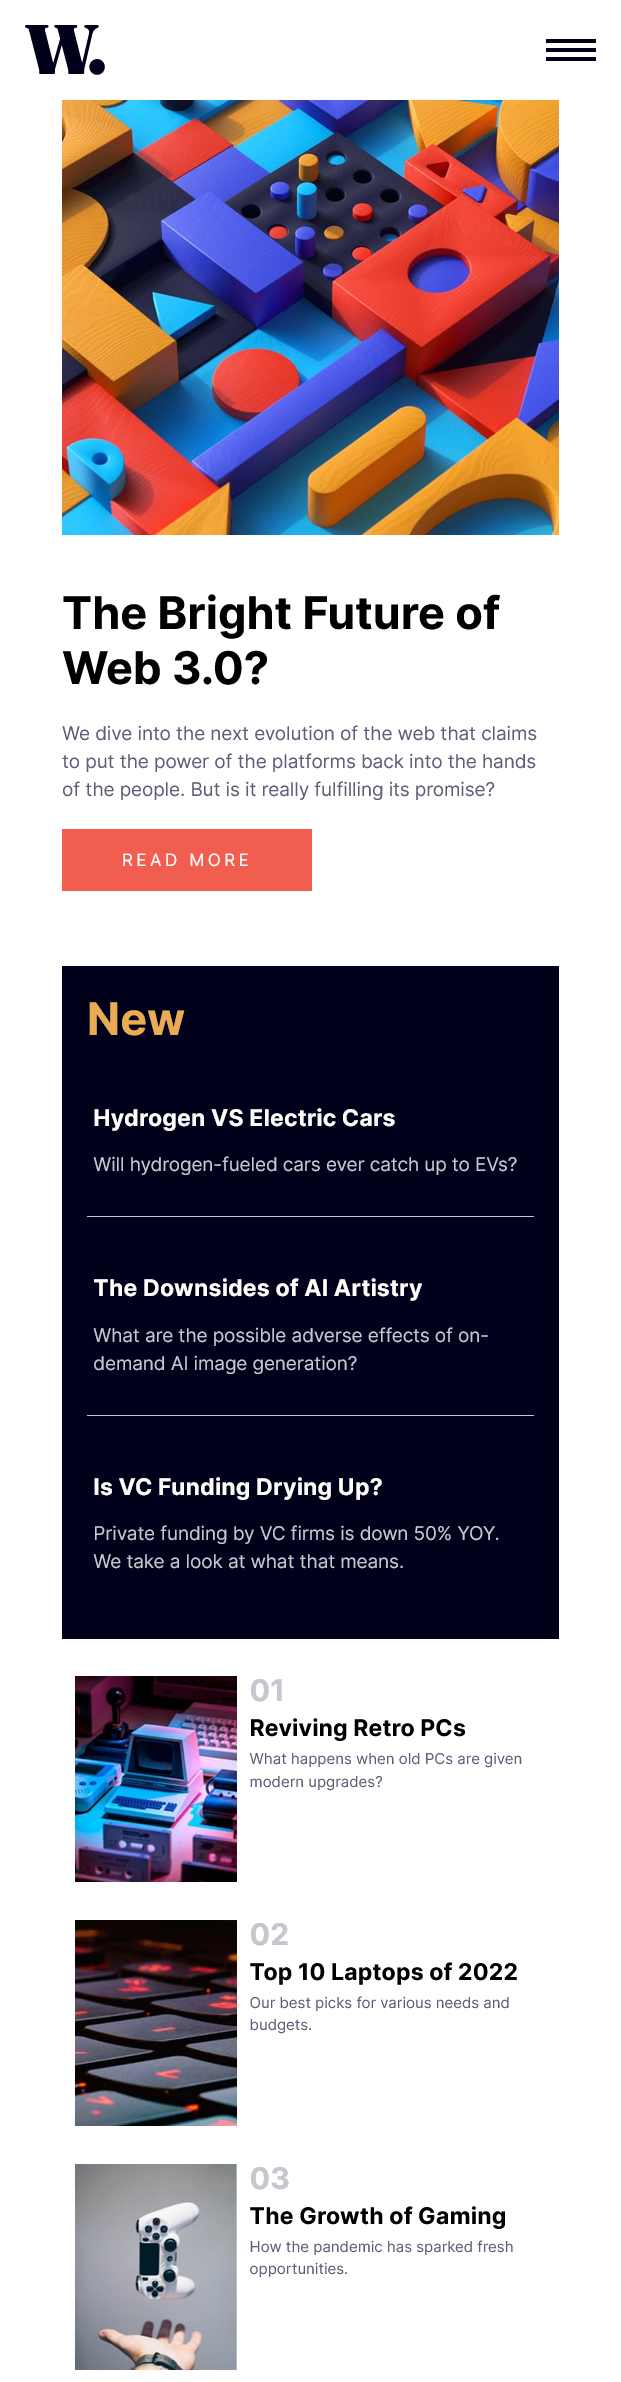 W.
The Bright Future of
Web 3.0?
We dive into the next evolution of the web that claims
to put the power of the platforms back into the hands
of the people. But is it really fulfilling its promise?
READ MORE
New
Hydrogen VS Electric Cars
Will hydrogen-fueled cars ever catch up to EVs?
The Downsides of AI Artistry
What are the possible adverse effects of on-
demand AI image generation?
Is VC Funding Drying Up?
Private funding by VC firms is down 50% YOY.
We take a look at what that means.
01
Reviving Retro PCs
What happens when old PCs are given
modern upgrades?
02
Top 10 Laptops of 2022
Our best picks for various needs and
budgets.
03
The Growth of Gaming
How the pandemic has sparked fresh
opportunities.